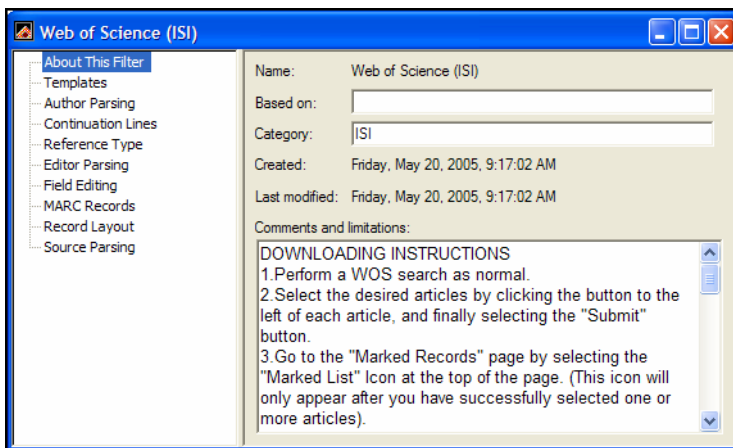 Web of Science (ISI)
About This Filter
Templates
Author Parsing
Continuation Lines
Reference Type
Editor Parsing
Field Editing
MARC Records
Record Layout
Source Parsing
Name: Web of Science (ISI)
Based on:
Category: ISI
Created: Friday, May 20, 2005, 9:17:02 AM
Last modified: Friday, May 20, 2005, 9:17:02 AM
Comments and limitations:
DOWNLOADING INSTRUCTIONS
1.Perform a WOS search as normal.
2.Select the desired articles by clicking the button to the
left of each article, and finally selecting the "Submit"
button.
3.Go to the "Marked Records" page by selecting the
"Marked List" Icon at the top of the page. (This icon will
only appear after you have successfully selected one or
more articles).